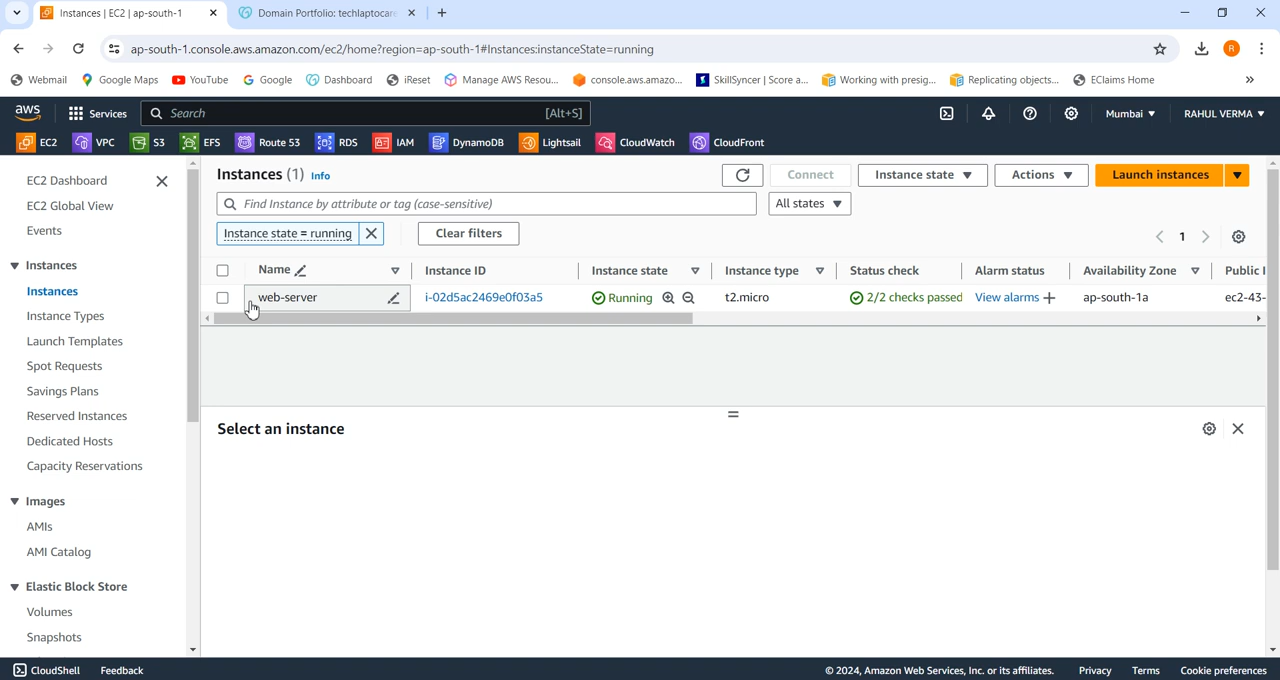 Instances | EC2 | ap-south-1
Domain Portfolio: techlaptocare
ap-south-1.console.aws.amazon.com/ec2/home?region=ap-south-1#Instances:instanceState=running
R
Webmail Google Maps YouTube Google Dashboard iReset Manage AWS Resou... console.aws.amazo... SkillSyncer | Score a... Working with presig... Replicating objects... EClaims Home
aws Services Search [Alt+S] Mumbai RAHUL VERMA
EC2 VPC S3 EFS Route 53 RDS IAM DynamoDB Lightsail CloudWatch CloudFront
EC2 Dashboard
EC2 Global View
Events
Instances
Instances
Instance Types
Launch Templates
Spot Requests
Savings Plans
Reserved Instances
Dedicated Hosts
Capacity Reservations
Images
AMIs
AMI Catalog
Elastic Block Store
Volumes
Snapshots
Instances (1) Info Connect Instance state Actions Launch instances
Find Instance by attribute or tag (case-sensitive) All states
Instance state = running Clear filters 1
Name Instance ID Instance state Instance type Status check Alarm status Availability Zone Public I
web-server i-02d5ac2469e0f03a5 Running t2.micro 2/2 checks passed View alarms + ap-south-1a ec2-43-
Select an instance
CloudShell Feedback © 2024, Amazon Web Services, Inc. or its affiliates. Privacy Terms Cookie preferences